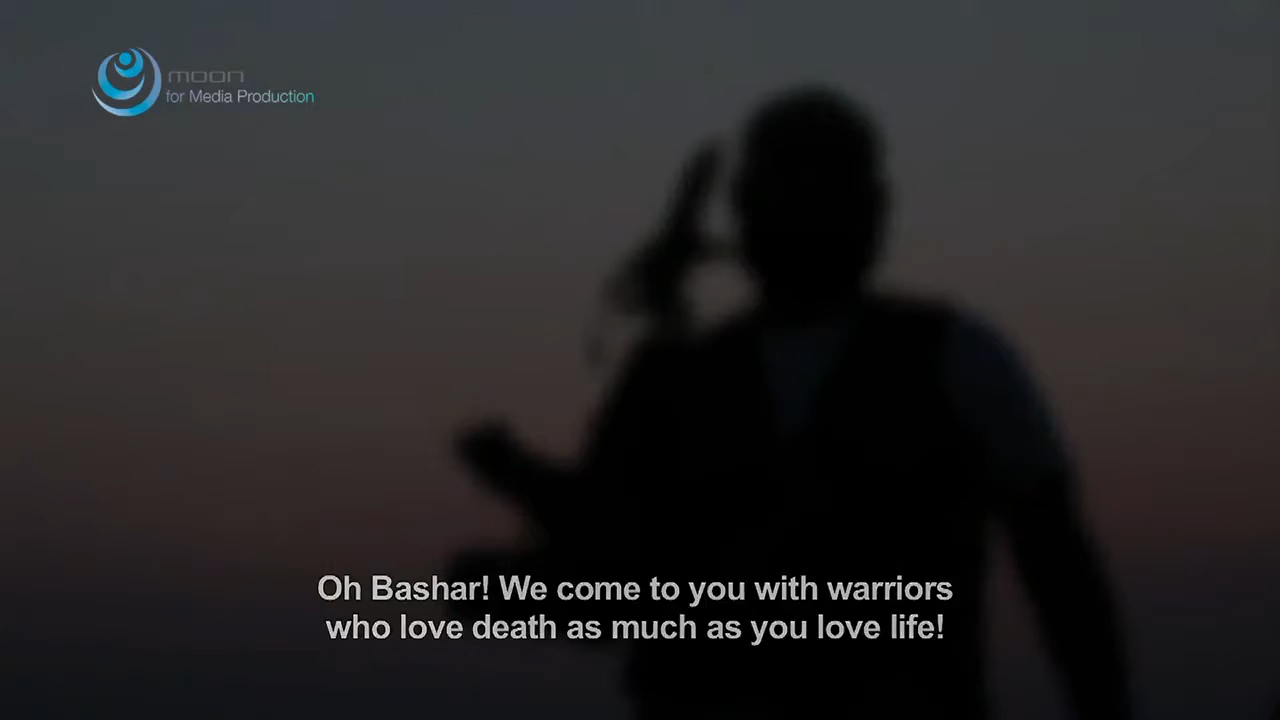 moon
for Media Production
Oh Bashar! We come to you with warriors
who love death as much as you love life!